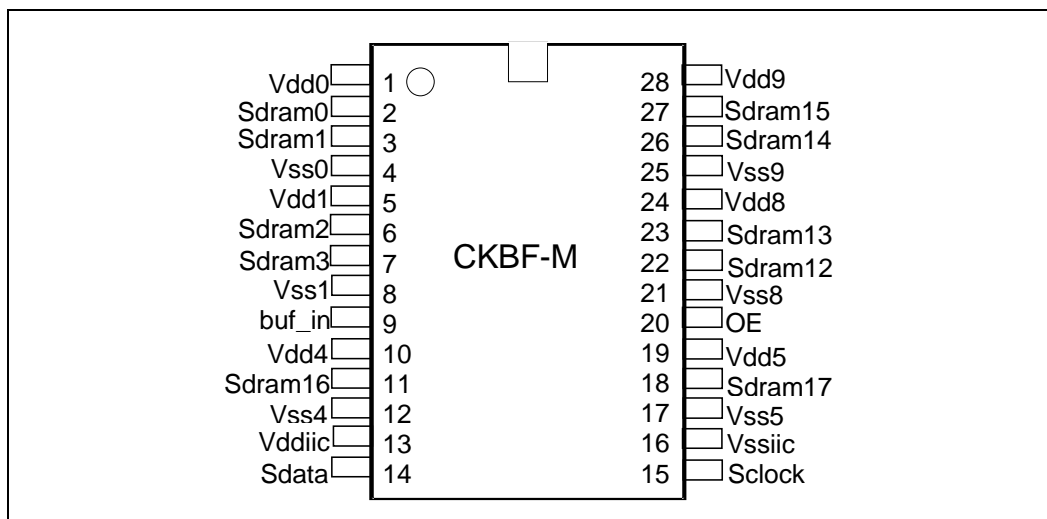 Vdd0 1 28 Vdd9
Sdram0 2 27 Sdram15
Sdram1 3 26 Sdram14
Vss0 4 25 Vss9
Vdd1 5 24 Vdd8
Sdram2 6 23 Sdram13
Sdram3 7 CKBF-M 22 Sdram12
Vss1 8 21 Vss8
buf_in 9 20 OE
Vdd4 10 19 Vdd5
Sdram16 11 18 Sdram17
Vss4 12 17 Vss5
Vddiic 13 16 Vssiic
Sdata 14 15 Sclock